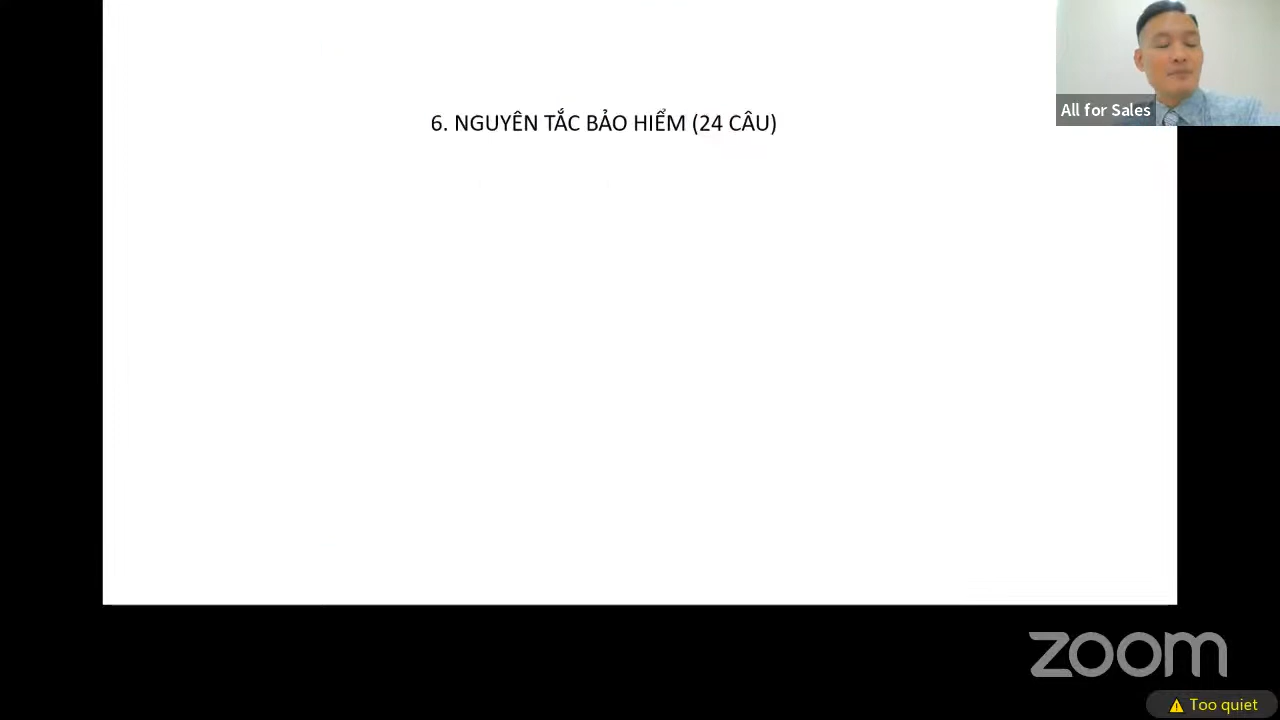 6. NGUYÊN TẮC BẢO HIỂM (24 CÂU)
All for Sales
zoom
Too quiet